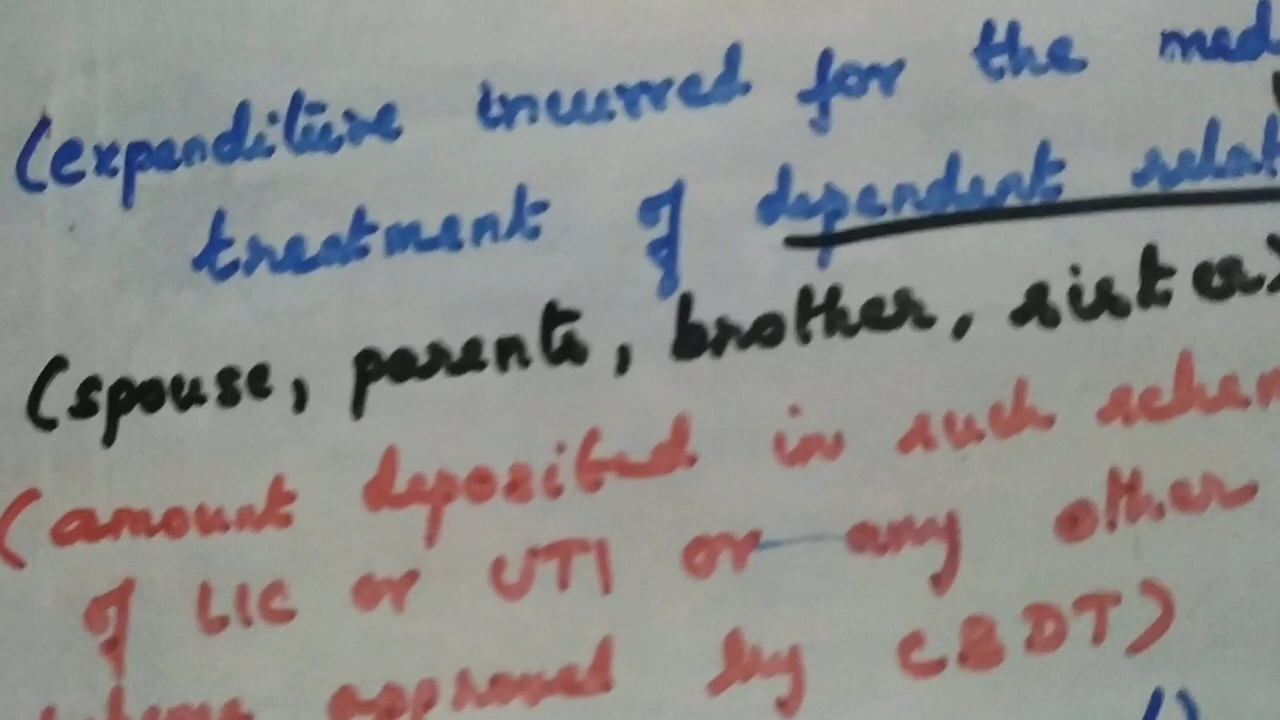 (expenditure incurred for the med
treatment of dependent relat
(spouse, parents, brother, sister)
(amount deposited in such schem
of LIC or UTI or any other
scheme approved by CBDT)